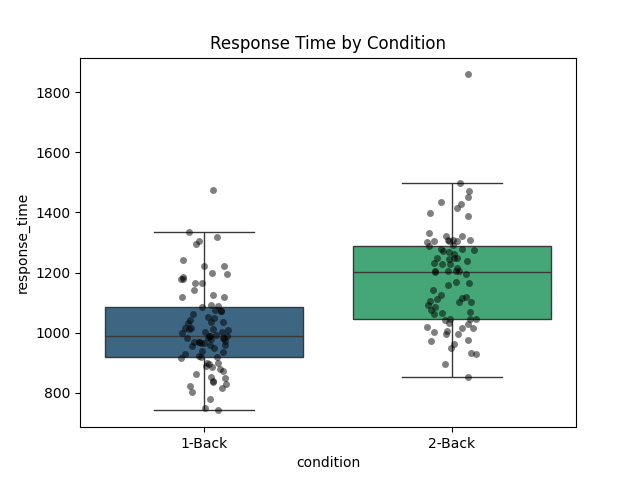 Response Time by Condition
1800
1600
1400
1200
1000
800
response_time
1-Back
2-Back
condition